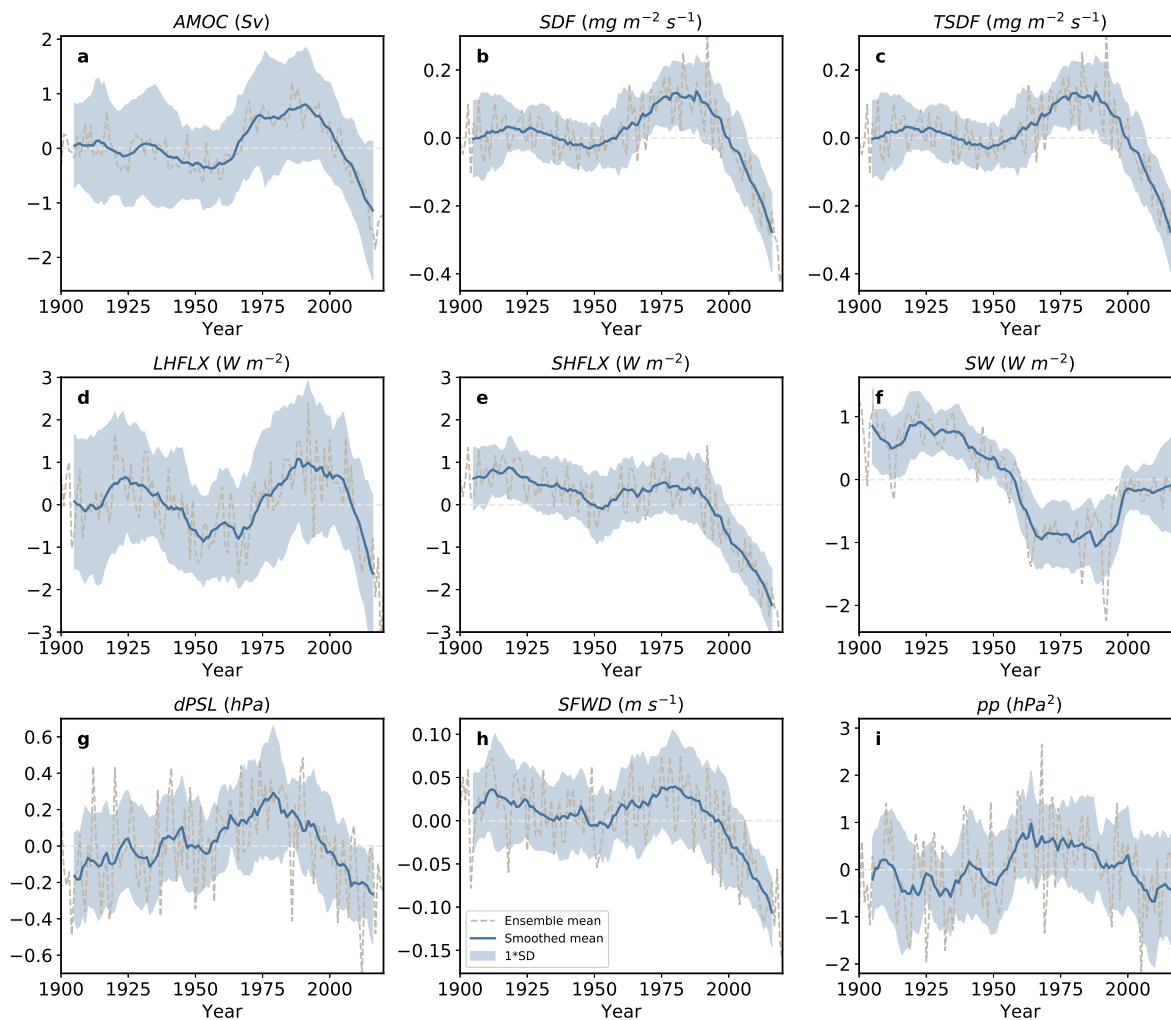 AMOC (Sv)
a
2
1
0
−1
−2
1900 1925 1950 1975 2000
Year
SDF (mg m−2 s−1)
b
0.2
0.0
−0.2
−0.4
1900 1925 1950 1975 2000
Year
TSDF (mg m−2 s−1)
c
0.2
0.0
−0.2
−0.4
1900 1925 1950 1975 2000
Year
LHFLX (W m−2)
d
3
2
1
0
−1
−2
−3
1900 1925 1950 1975 2000
Year
SHFLX (W m−2)
e
3
2
1
0
−1
−2
−3
1900 1925 1950 1975 2000
Year
SW (W m−2)
f
1
0
−1
−2
1900 1925 1950 1975 2000
Year
dPSL (hPa)
g
0.6
0.4
0.2
0.0
−0.2
−0.4
−0.6
1900 1925 1950 1975 2000
Year
SFWD (m s−1)
h
0.10
0.05
0.00
−0.05
−0.10
−0.15
Ensemble mean
Smoothed mean
1*SD
1900 1925 1950 1975 2000
Year
pp (hPa2)
i
3
2
1
0
−1
−2
1900 1925 1950 1975 2000
Year